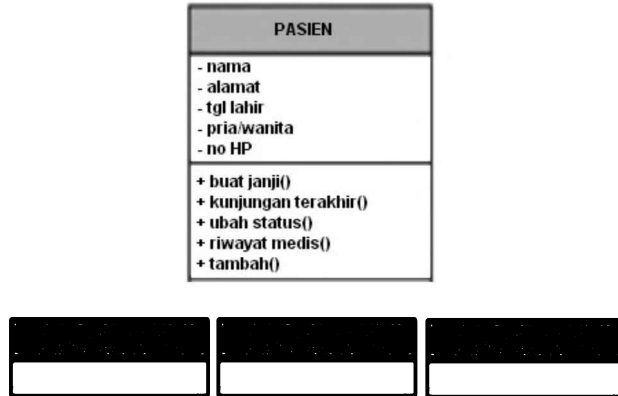 PASIEN
- nama
- alamat
- tgl lahir
- pria/wanita
- no HP
+ buat janji()
+ kunjungan terakhir()
+ ubah status()
+ riwayat medis()
+ tambah()